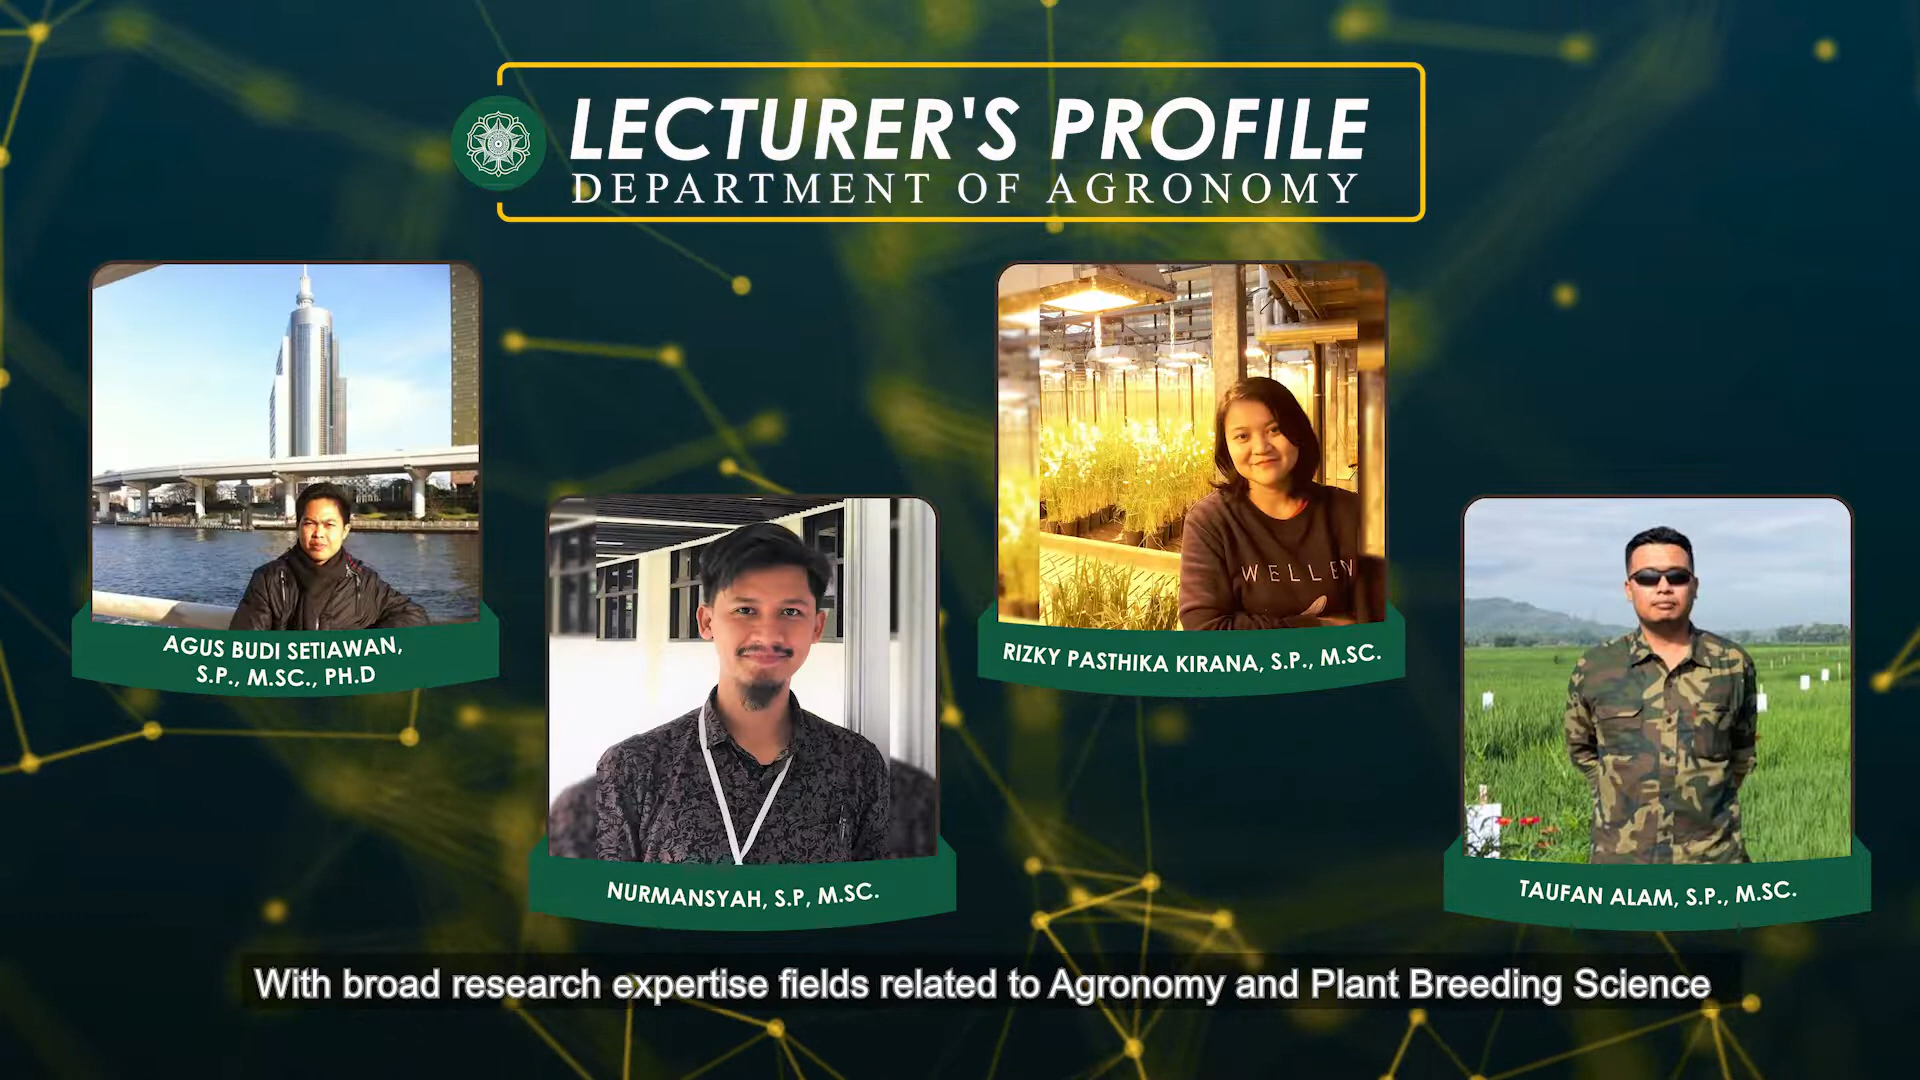 LECTURER'S PROFILE
DEPARTMENT OF AGRONOMY
AGUS BUDI SETIAWAN,
S.P., M.SC., PH.D
NURMANSYAH, S.P, M.SC.
RIZKY PASTHIKA KIRANA, S.P., M.SC.
WELLEN
TAUFAN ALAM, S.P., M.SC.
With broad research expertise fields related to Agronomy and Plant Breeding Science